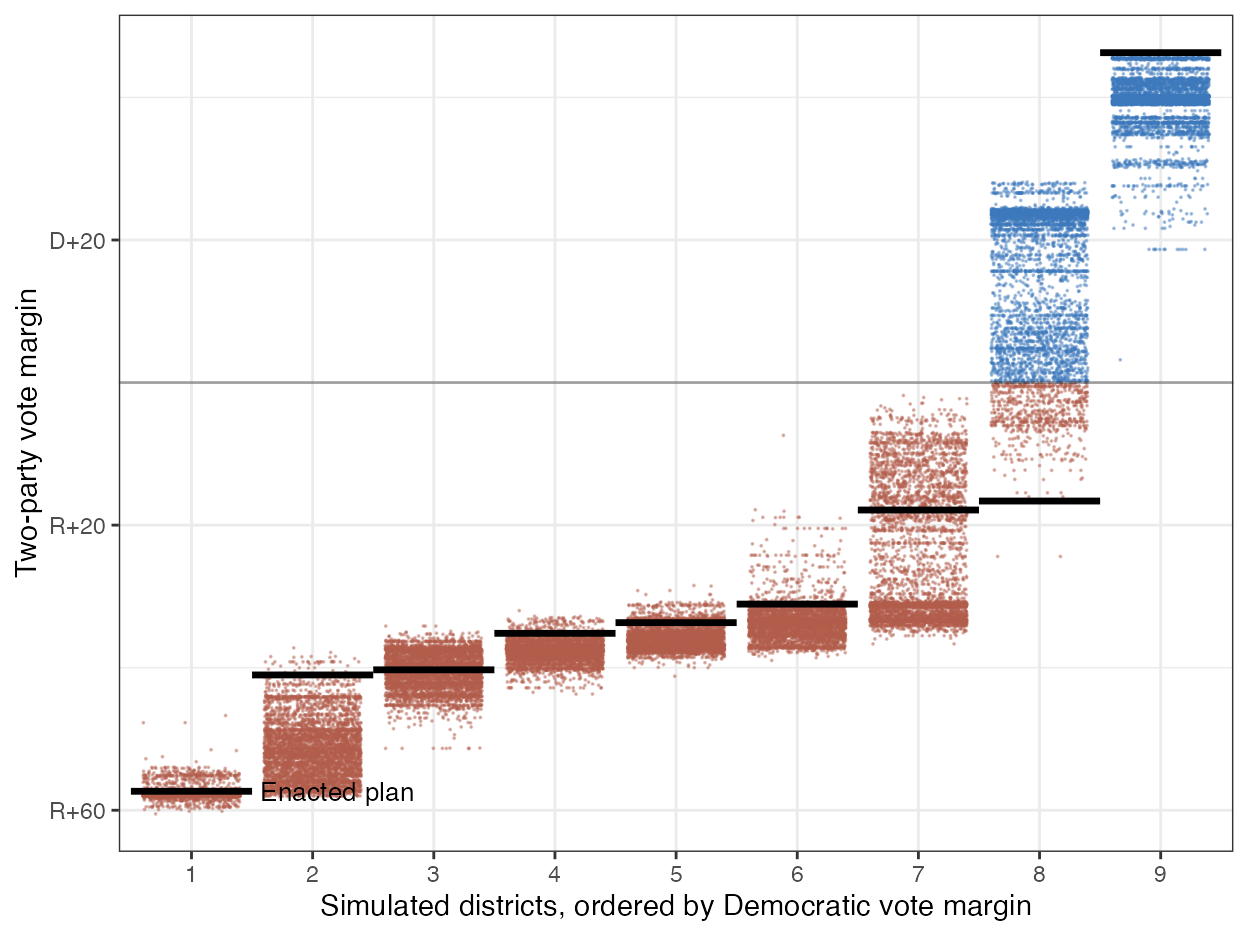 Two-party vote margin
D+20
R+20
R+60
Enacted plan
1 2 3 4 5 6 7 8 9
Simulated districts, ordered by Democratic vote margin